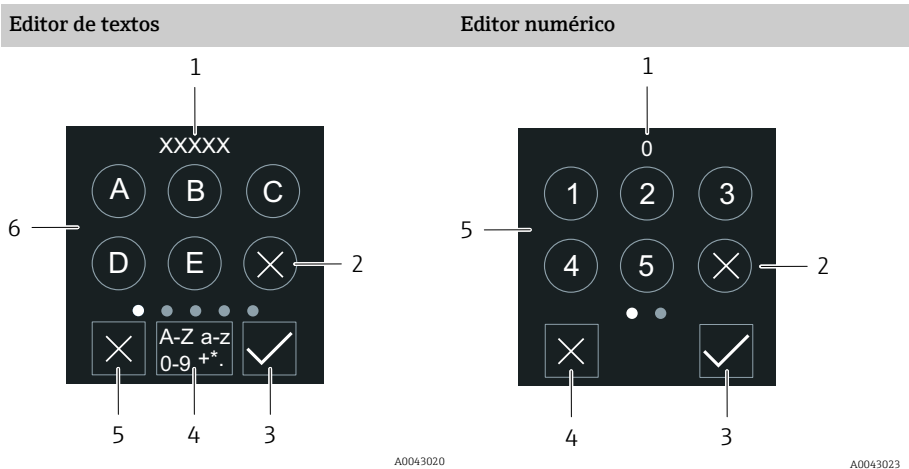 Editor de textos
Editor numérico
1
XXXXX
A B C
6
D E
2
A-Z a-z
0-9 +*.
5 4 3
A0043020
1
0
1 2 3
5
4 5
2
4 3
A0043023